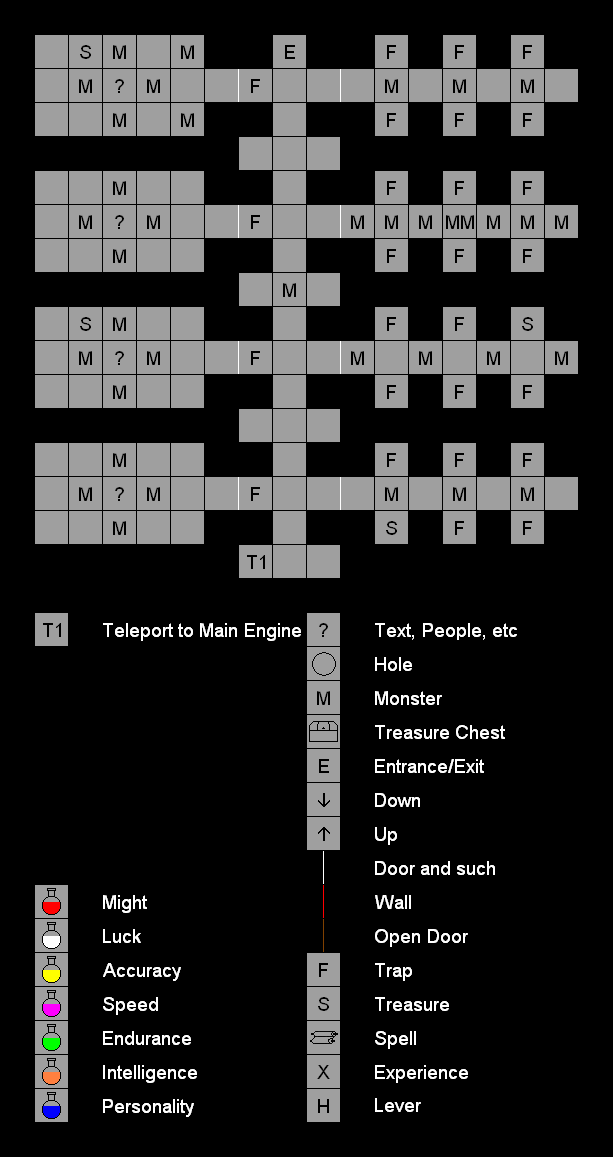 S M M E F F F
M ? M F M M M
M M F F F
M F F F
M ? M F M M M MM M M M
M F F F
M
S M F F S
M ? M F M M M M
M F F F
M F F F
M ? M F M M M
M S F F
T1
T1 Teleport to Main Engine ? Text, People, etc
Hole
M Monster
Treasure Chest
E Entrance/Exit
↓ Down
↑ Up
Door and such
Might Wall
Luck Open Door
Accuracy F Trap
Speed S Treasure
Endurance Spell
Intelligence X Experience
Personality H Lever